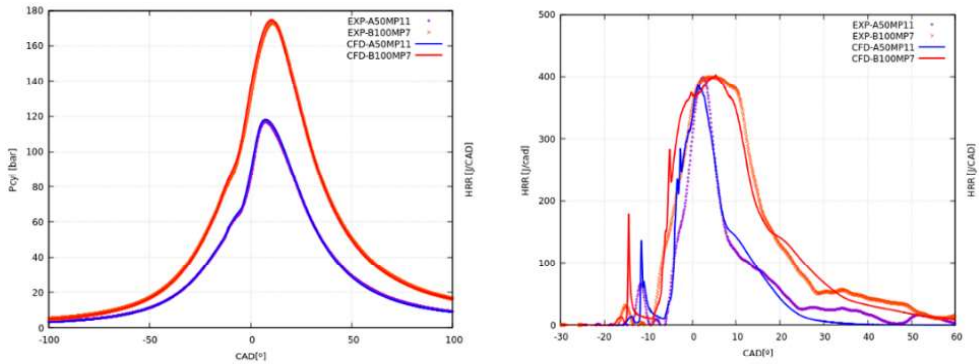 180
160
140
120
100
80
60
40
20
0
-100
-50
0
50
100
CAD[º]
Pcyl [bar]
HRR [J/CAD]
EXP-A50MP11
EXP-B100MP7
CFD-A50MP11
CFD-B100MP7
500
400
300
200
100
0
-30
-20
-10
0
10
20
30
40
50
60
CAD[º]
HRR [J/cad]
HRR [J/CAD]
EXP-A50MP11
EXP-B100MP7
CFD-A50MP11
CFD-B100MP7